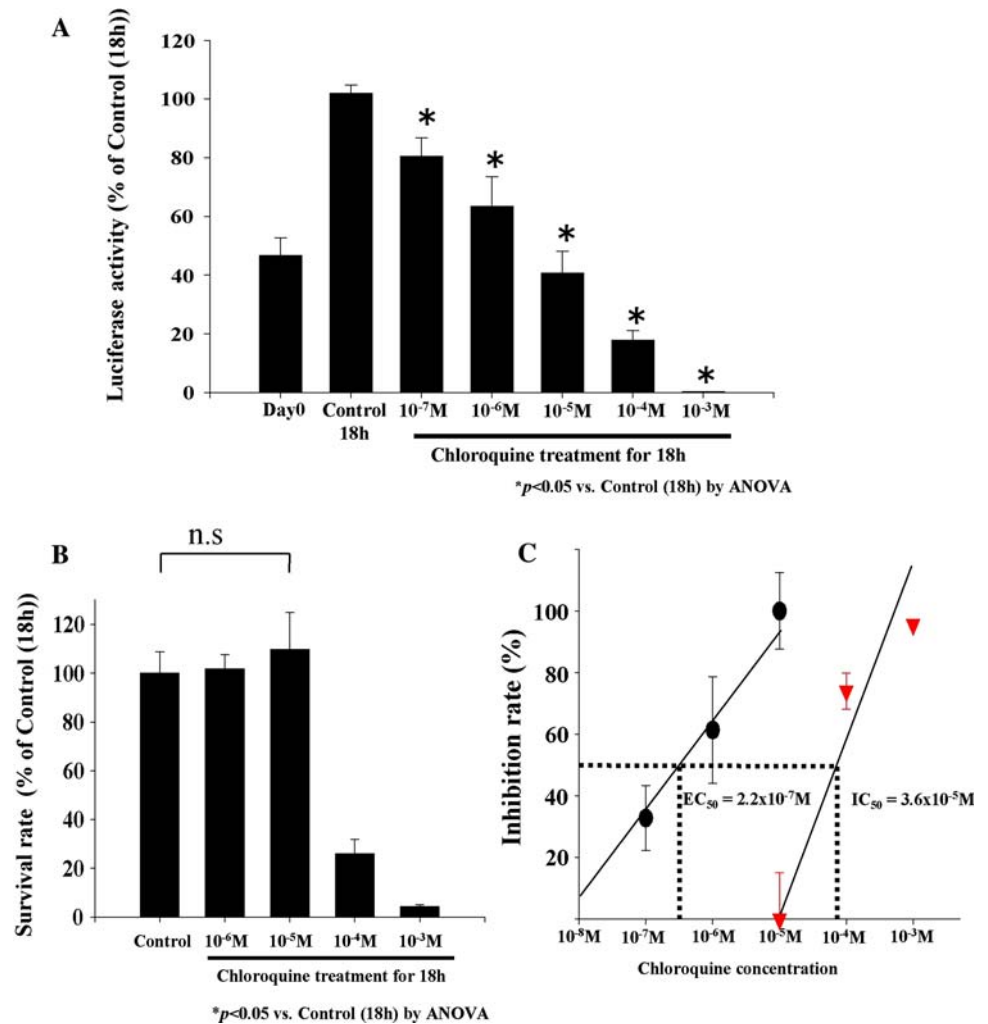 A
Luciferase activity (% of Control (18h))
120
100
80
60
40
20
0
* * * * *
Day0 Control 10⁻⁷M 10⁻⁶M 10⁻⁵M 10⁻⁴M 10⁻³M
18h
Chloroquine treatment for 18h
*p<0.05 vs. Control (18h) by ANOVA
B
n.s
Survival rate (% of Control (18h))
120
100
80
60
40
20
0
Control 10⁻⁶M 10⁻⁵M 10⁻⁴M 10⁻³M
Chloroquine treatment for 18h
*p<0.05 vs. Control (18h) by ANOVA
C
Inhibition rate (%)
100
80
60
40
20
EC₅₀ = 2.2x10⁻⁷M
IC₅₀ = 3.6x10⁻⁵M
10⁻⁸M 10⁻⁷M 10⁻⁶M 10⁻⁵M 10⁻⁴M 10⁻³M
Chloroquine concentration